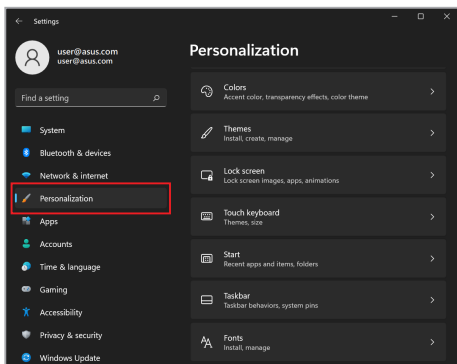 Settings
user@asus.com
user@asus.com
Find a setting
System
Bluetooth & devices
Network & internet
Personalization
Apps
Accounts
Time & language
Gaming
Accessibility
Privacy & security
Windows Update
Personalization
Colors
Accent color, transparency effects, color theme
Themes
Install, create, manage
Lock screen
Lock screen images, apps, animations
Touch keyboard
Themes, size
Start
Recent apps and items, folders
Taskbar
Taskbar behaviors, system pins
Fonts
Install, manage